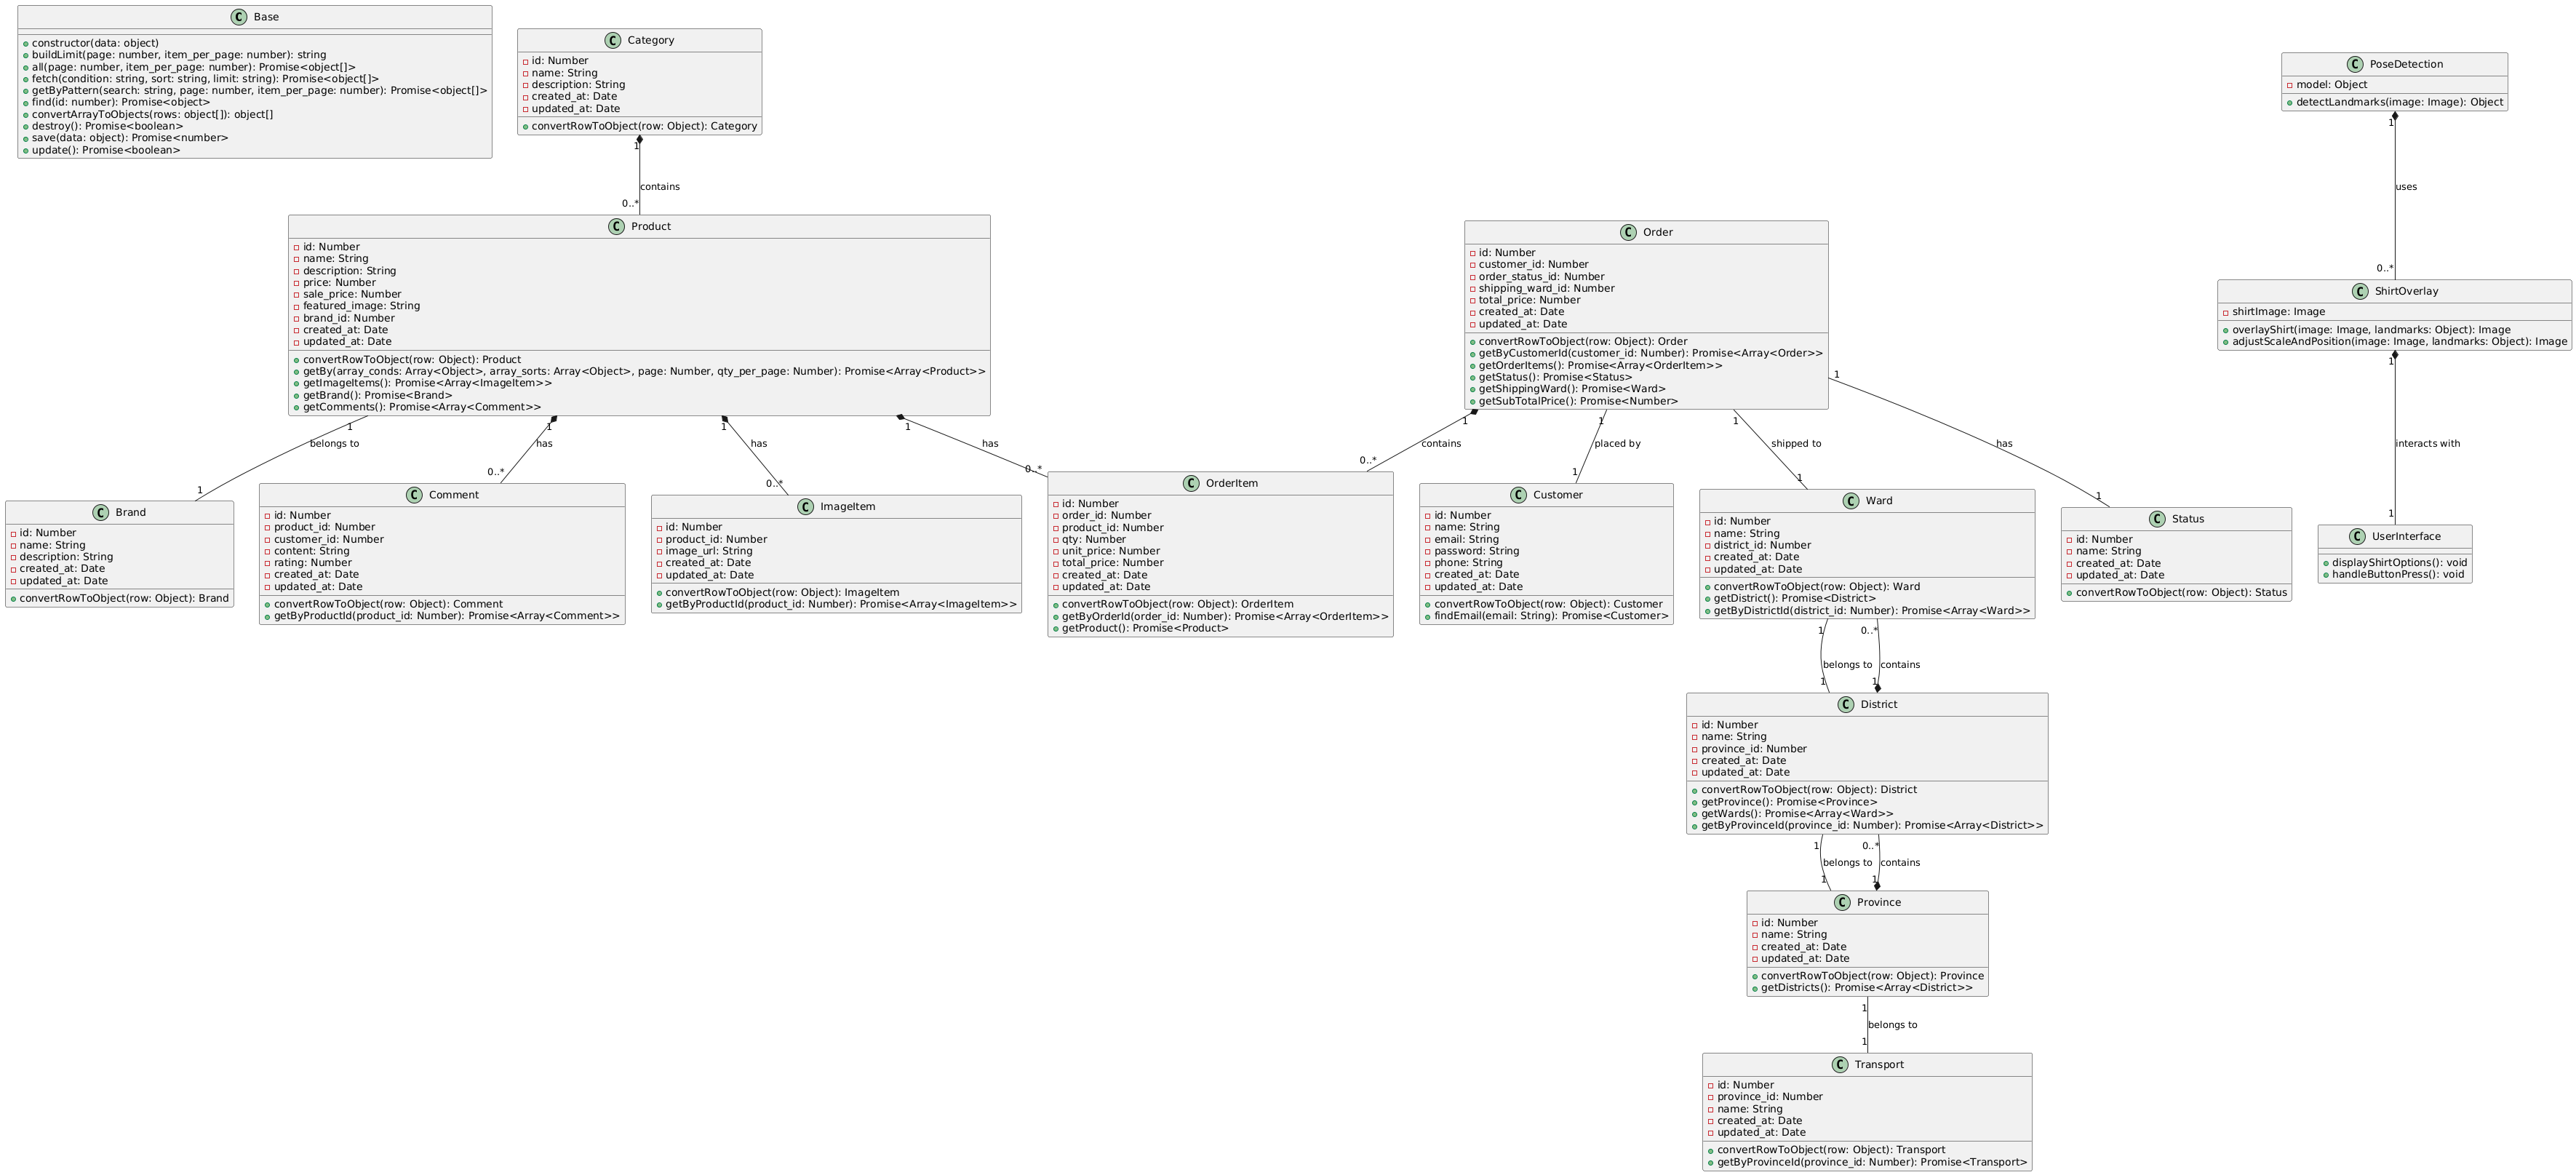 Base
constructor(data: object)
buildLimit(page: number, item_per_page: number): string
all(page: number, item_per_page: number): Promise<object[]>
fetch(condition: string, sort: string, limit: string): Promise<object[]>
getByPattern(search: string, page: number, item_per_page: number): Promise<object[]>
find(id: number): Promise<object>
convertArrayToObjects(rows: object[]): object[]
destroy(): Promise<boolean>
save(data: object): Promise<number>
update(): Promise<boolean>
Category
id: Number
name: String
description: String
created_at: Date
updated_at: Date
convertRowToObject(row: Object): Category
1
contains
0..*
PoseDetection
model: Object
detectLandmarks(image: Image): Object
1
uses
0..*
Product
id: Number
name: String
description: String
price: Number
sale_price: Number
featured_image: String
brand_id: Number
created_at: Date
updated_at: Date
convertRowToObject(row: Object): Product
getBy(array_conds: Array<Object>, array_sorts: Array<Object>, page: Number, qty_per_page: Number): Promise<Array<Product>>
getImageItems(): Promise<Array<ImageItem>>
getBrand(): Promise<Brand>
getComments(): Promise<Array<Comment>>
Order
id: Number
customer_id: Number
order_status_id: Number
shipping_ward_id: Number
total_price: Number
created_at: Date
updated_at: Date
convertRowToObject(row: Object): Order
getByCustomerId(customer_id: Number): Promise<Array<Order>>
getOrderItems(): Promise<Array<OrderItem>>
getStatus(): Promise<Status>
getShippingWard(): Promise<Ward>
getSubTotalPrice(): Promise<Number>
ShirtOverlay
shirtImage: Image
overlayShirt(image: Image, landmarks: Object): Image
adjustScaleAndPosition(image: Image, landmarks: Object): Image
1
belongs to
1
1
has
0..*
1
has
0..*
1
has
0..*
1
contains
0..*
1
placed by
1
1
shipped to
1
1
has
1
1
interacts with
1
Brand
id: Number
name: String
description: String
created_at: Date
updated_at: Date
convertRowToObject(row: Object): Brand
Comment
id: Number
product_id: Number
customer_id: Number
content: String
rating: Number
created_at: Date
updated_at: Date
convertRowToObject(row: Object): Comment
getByProductId(product_id: Number): Promise<Array<Comment>>
ImageItem
id: Number
product_id: Number
image_url: String
created_at: Date
updated_at: Date
convertRowToObject(row: Object): ImageItem
getByProductId(product_id: Number): Promise<Array<ImageItem>>
OrderItem
id: Number
order_id: Number
product_id: Number
qty: Number
unit_price: Number
total_price: Number
created_at: Date
updated_at: Date
convertRowToObject(row: Object): OrderItem
getByOrderId(order_id: Number): Promise<Array<OrderItem>>
getProduct(): Promise<Product>
Customer
id: Number
name: String
email: String
password: String
phone: String
created_at: Date
updated_at: Date
convertRowToObject(row: Object): Customer
findEmail(email: String): Promise<Customer>
Ward
id: Number
name: String
district_id: Number
created_at: Date
updated_at: Date
convertRowToObject(row: Object): Ward
getDistrict(): Promise<District>
getByDistrictId(district_id: Number): Promise<Array<Ward>>
Status
id: Number
name: String
created_at: Date
updated_at: Date
convertRowToObject(row: Object): Status
UserInterface
displayShirtOptions(): void
handleButtonPress(): void
1
belongs to
1
0..*
contains
1
District
id: Number
name: String
province_id: Number
created_at: Date
updated_at: Date
convertRowToObject(row: Object): District
getProvince(): Promise<Province>
getWards(): Promise<Array<Ward>>
getByProvinceId(province_id: Number): Promise<Array<District>>
1
belongs to
1
0..*
contains
1
Province
id: Number
name: String
created_at: Date
updated_at: Date
convertRowToObject(row: Object): Province
getDistricts(): Promise<Array<District>>
1
belongs to
1
Transport
id: Number
province_id: Number
name: String
created_at: Date
updated_at: Date
convertRowToObject(row: Object): Transport
getByProvinceId(province_id: Number): Promise<Transport>